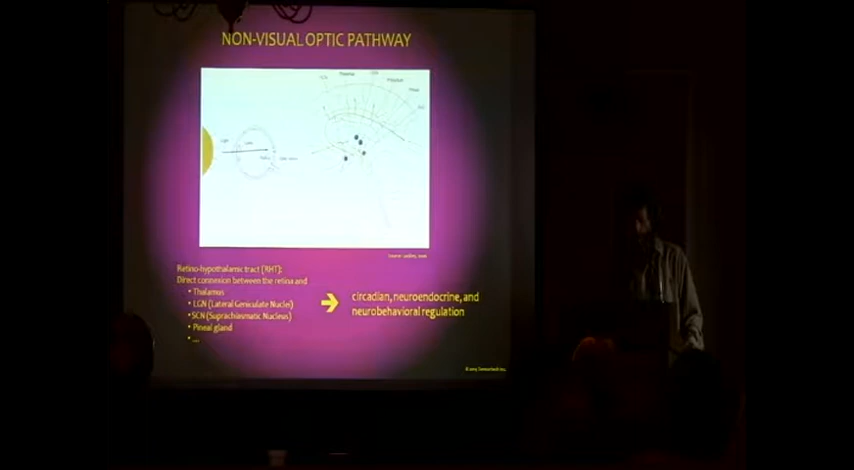 NON-VISUAL OPTIC PATHWAY
Retino-hypothalamic tract (RHT):
Direct connexion between the retina and
• Thalamus
• LGN (Lateral Geniculate Nuclei)
• SCN (Suprachiasmatic Nucleus)
• Pineal gland
• ...
circadian, neuroendocrine, and
neurobehavioral regulation